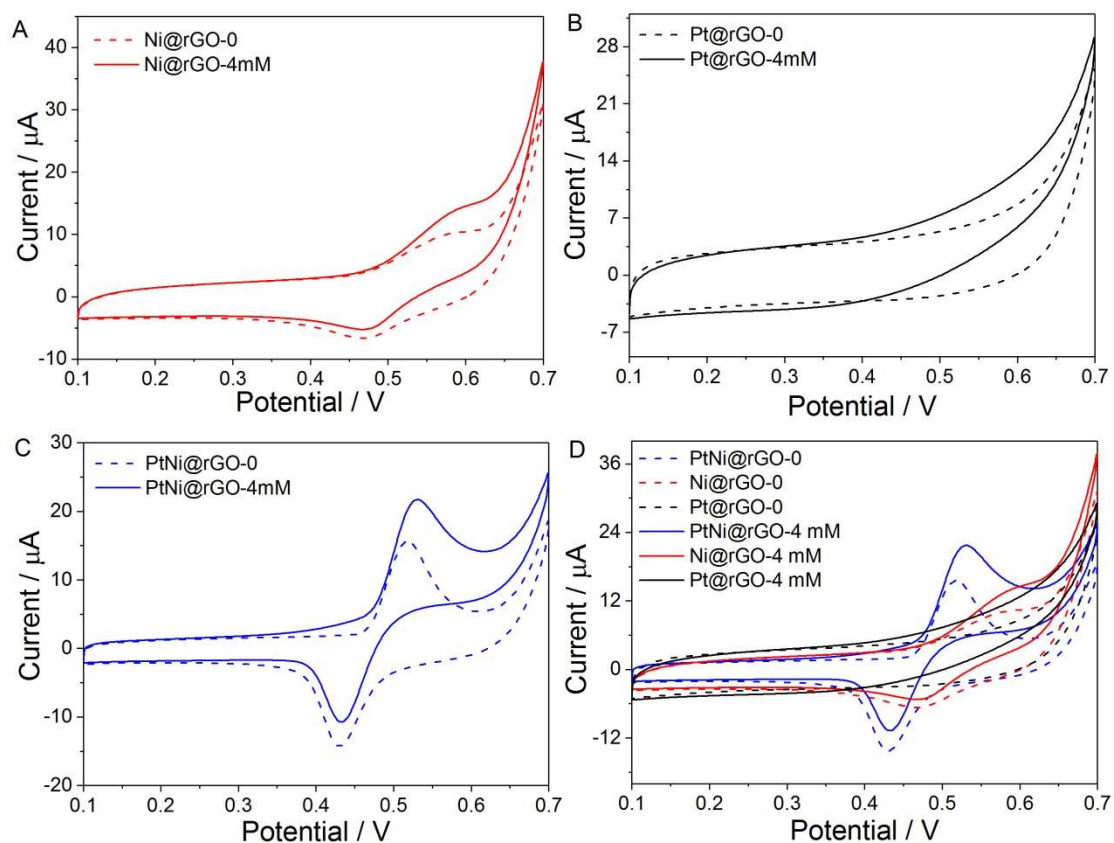 A
Ni@rGO-0
Ni@rGO-4mM
Current / μA
40
30
20
10
0
-10
0.1 0.2 0.3 0.4 0.5 0.6 0.7
Potential / V
B
Pt@rGO-0
Pt@rGO-4mM
Current / μA
28
21
14
7
0
-7
0.1 0.2 0.3 0.4 0.5 0.6 0.7
Potential / V
C
PtNi@rGO-0
PtNi@rGO-4mM
Current / μA
30
20
10
0
-10
-20
0.1 0.2 0.3 0.4 0.5 0.6 0.7
Potential / V
D
PtNi@rGO-0
Ni@rGO-0
Pt@rGO-0
PtNi@rGO-4 mM
Ni@rGO-4 mM
Pt@rGO-4 mM
Current / μA
36
24
12
0
-12
0.1 0.2 0.3 0.4 0.5 0.6 0.7
Potential / V